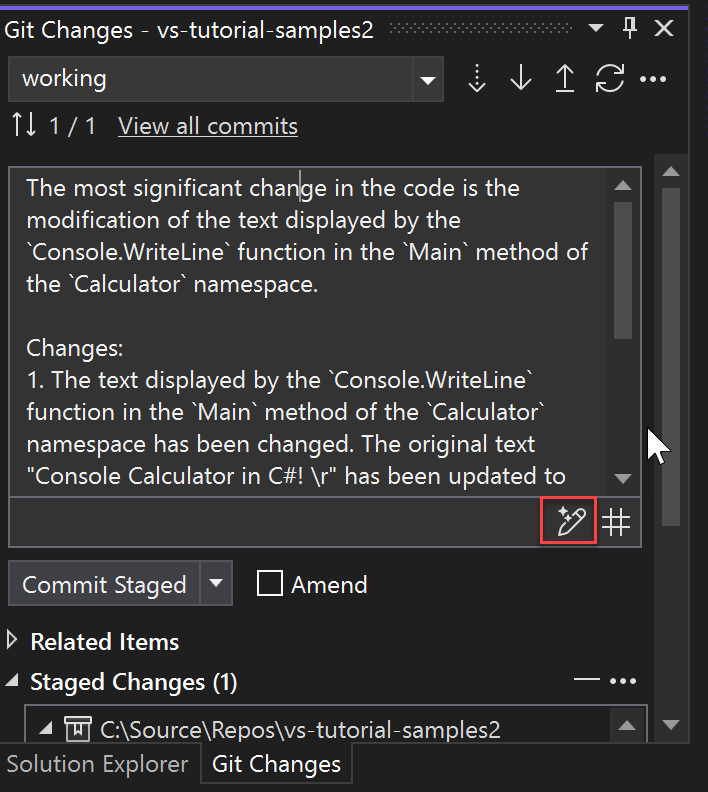 Git Changes - vs-tutorial-samples2
working
1 / 1 View all commits
The most significant change in the code is the
modification of the text displayed by the
`Console.WriteLine` function in the `Main` method of
the `Calculator` namespace.
Changes:
1. The text displayed by the `Console.WriteLine`
function in the `Main` method of the `Calculator`
namespace has been changed. The original text
"Console Calculator in C#! \r" has been updated to
Commit Staged Amend
Related Items
Staged Changes (1)
C:\Source\Repos\vs-tutorial-samples2
Solution Explorer Git Changes